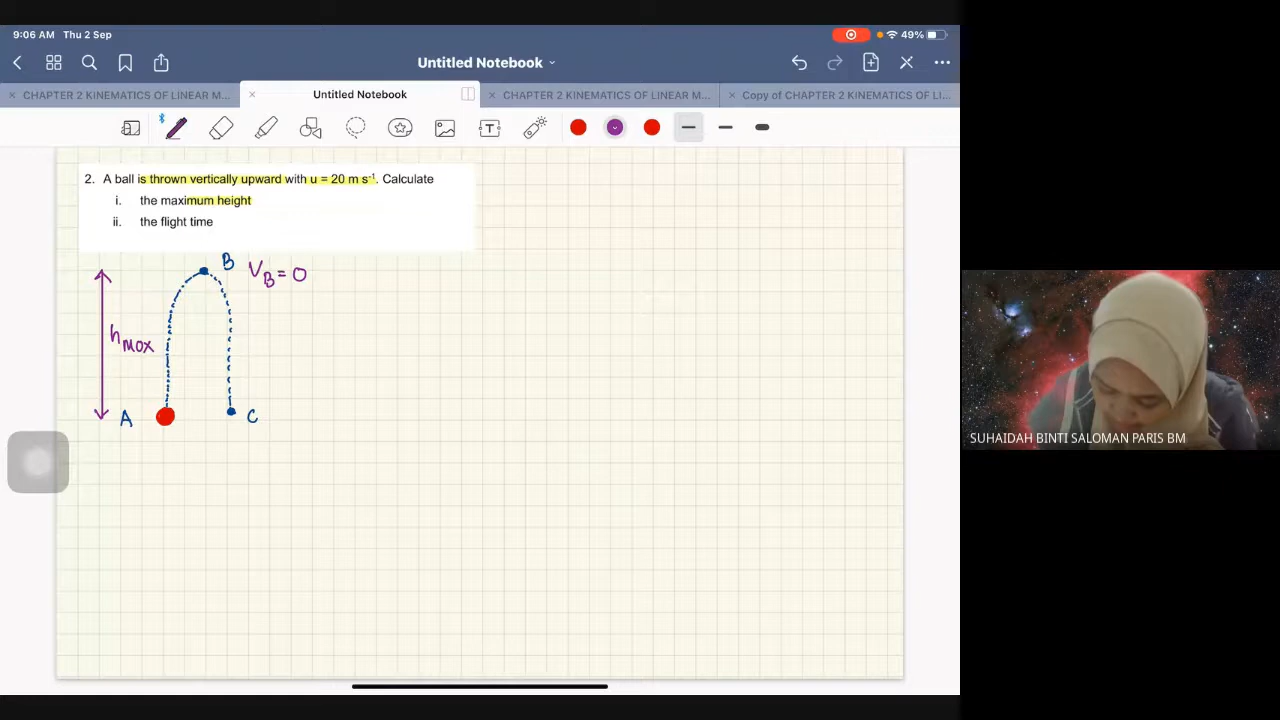 9:06 AM Thu 2 Sep
49%
Untitled Notebook
CHAPTER 2 KINEMATICS OF LINEAR M...
Untitled Notebook
CHAPTER 2 KINEMATICS OF LINEAR M...
Copy of CHAPTER 2 KINEMATICS OF LI...
2. A ball is thrown vertically upward with u = 20 m s⁻¹. Calculate
i. the maximum height
ii. the flight time
B V_B = 0
h_max
A C
SUHAIDAH BINTI SALOMAN PARIS BM